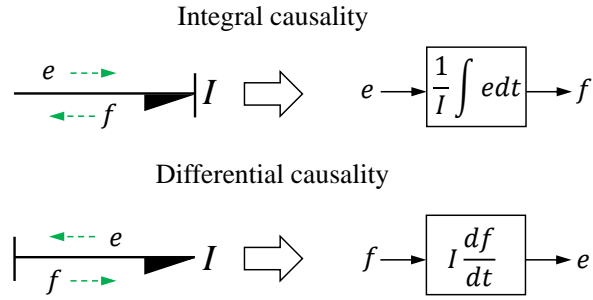 Integral causality
e
f
I
e
1/I ∫ edt
f
Differential causality
e
f
I
f
I df/dt
e